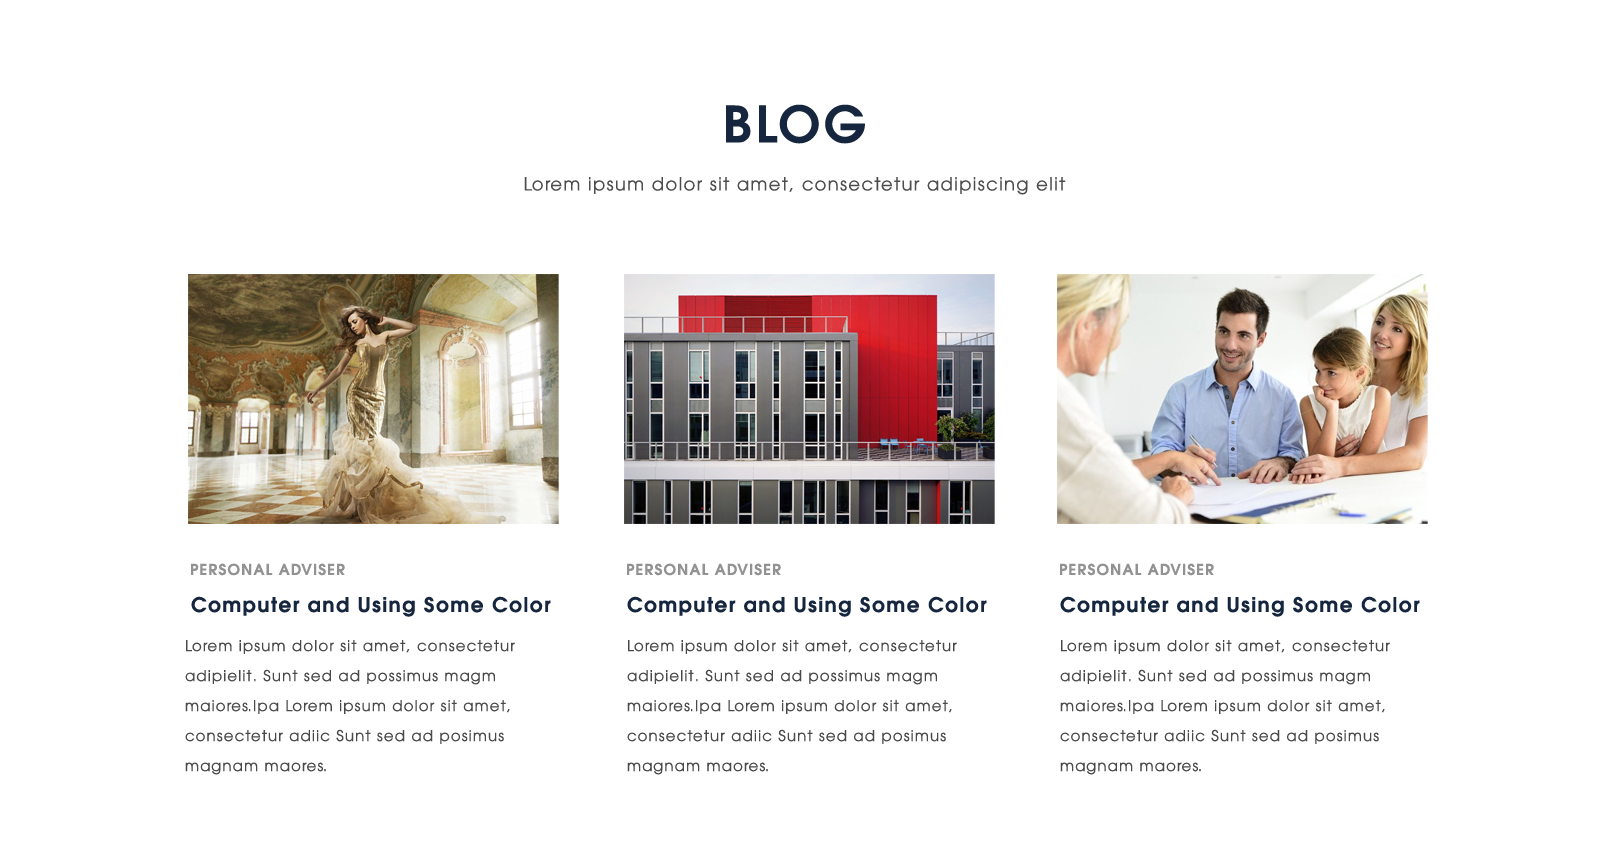 BLOG
Lorem ipsum dolor sit amet, consectetur adipiscing elit
PERSONAL ADVISER
Computer and Using Some Color
Lorem ipsum dolor sit amet, consectetur
adipielit. Sunt sed ad possimus magm
maiores.Ipa Lorem ipsum dolor sit amet,
consectetur adiic Sunt sed ad posimus
magnam maores.
PERSONAL ADVISER
Computer and Using Some Color
Lorem ipsum dolor sit amet, consectetur
adipielit. Sunt sed ad possimus magm
maiores.Ipa Lorem ipsum dolor sit amet,
consectetur adiic Sunt sed ad posimus
magnam maores.
PERSONAL ADVISER
Computer and Using Some Color
Lorem ipsum dolor sit amet, consectetur
adipielit. Sunt sed ad possimus magm
maiores.Ipa Lorem ipsum dolor sit amet,
consectetur adiic Sunt sed ad posimus
magnam maores.